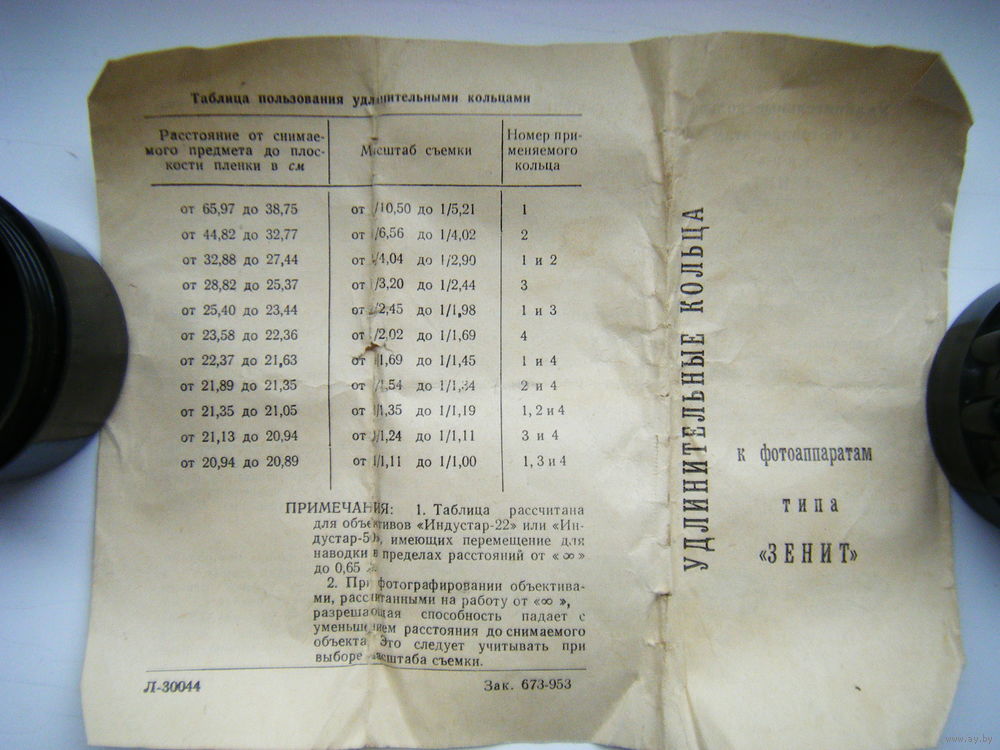 Таблица пользования удлинительными кольцами
Расстояние от снимае-
мого предмета до плос-
кости пленки в см
Масштаб съемки
Номер при-
меняемого
кольца
от 65,97 до 38,75 от 1/10,50 до 1/5,21 1
от 44,82 до 32,77 от 1/6,56 до 1/4,02 2
от 32,88 до 27,44 от 1/4,04 до 1/2,90 1 и 2
от 28,82 до 25,37 от 1/3,20 до 1/2,44 3
от 25,40 до 23,44 от 1/2,45 до 1/1,98 1 и 3
от 23,58 до 22,36 от 1/2,02 до 1/1,69 4
от 22,37 до 21,63 от 1/1,69 до 1/1,45 1 и 4
от 21,89 до 21,35 от 1/1,54 до 1/1,34 2 и 4
от 21,35 до 21,05 от 1/1,35 до 1/1,19 1, 2 и 4
от 21,13 до 20,94 от 1/1,24 до 1/1,11 3 и 4
от 20,94 до 20,89 от 1/1,11 до 1/1,00 1, 3 и 4
ПРИМЕЧАНИЯ: 1. Таблица рассчитана
для объективов «Индустар-22» или «Ин-
дустар-50», имеющих перемещение для
наводки в пределах расстояний от «∞»
до 0,65
2. При фотографировании объектива-
ми, рассчитанными на работу от «∞»,
разрешающая способность падает с
уменьшением расстояния до снимаемого
объекта. Это следует учитывать при
выборе масштаба съемки.
Л-30044 Зак. 673-953
УДЛИНИТЕЛЬНЫЕ КОЛЬЦА
к фотоаппаратам
типа
«ЗЕНИТ»
www.ay.by